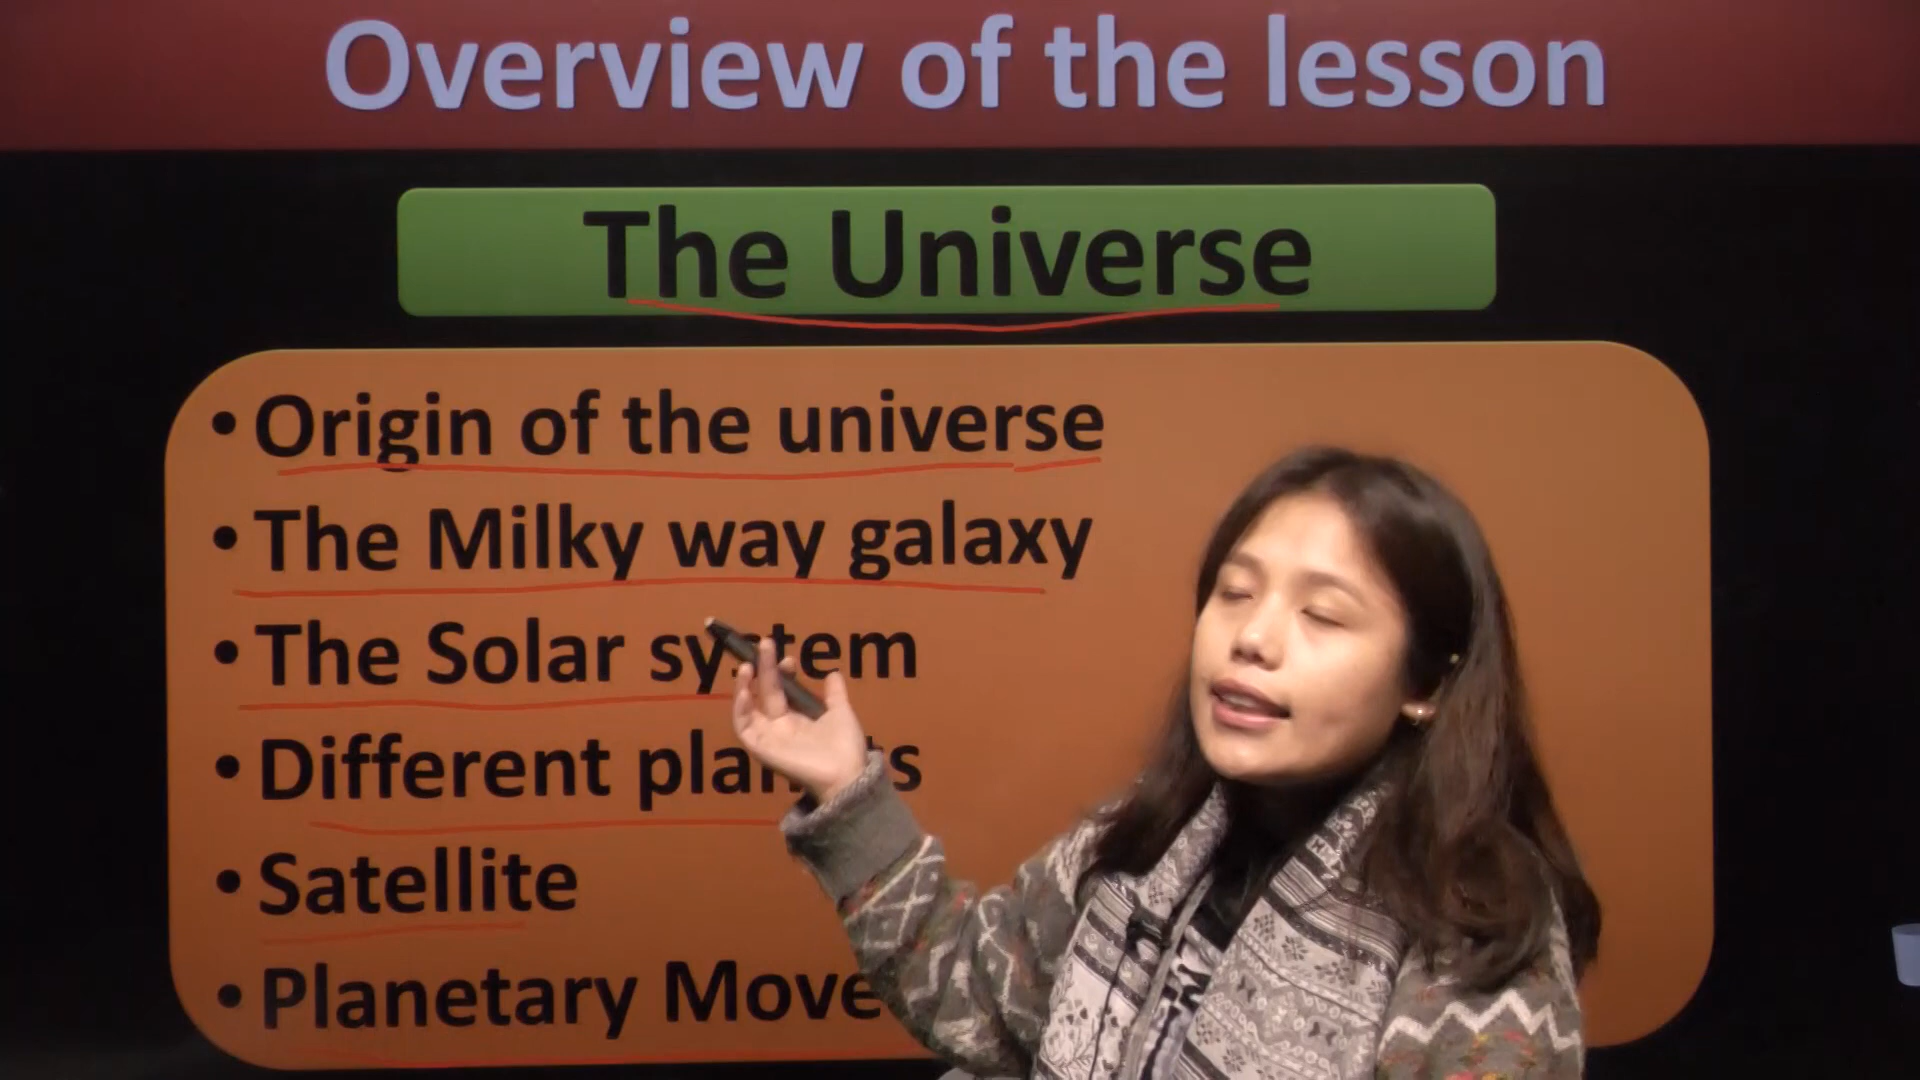 Overview of the lesson
The Universe
• Origin of the universe
• The Milky way galaxy
• The Solar system
• Different planets
• Satellite
• Planetary